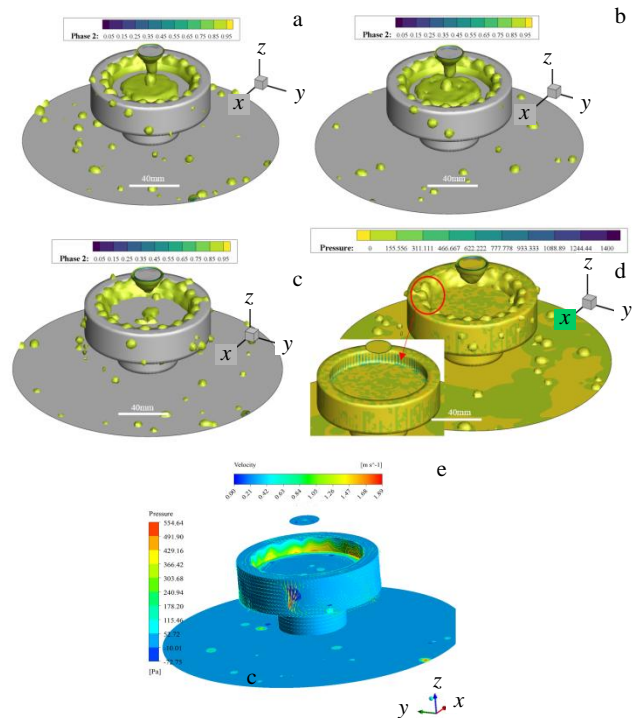 a
Phase 2: 0.05 0.15 0.25 0.35 0.45 0.55 0.65 0.75 0.85 0.95
z
x
y
40mm
b
Phase 2: 0.05 0.15 0.25 0.35 0.45 0.55 0.65 0.75 0.85 0.95
z
x
y
40mm
c
Phase 2: 0.05 0.15 0.25 0.35 0.45 0.55 0.65 0.75 0.85 0.95
z
x
y
40mm
d
Pressure: 0 155.556 311.111 466.667 622.222 777.778 933.333 1088.89 1244.44 1400
z
x
y
40mm
e
Velocity [m s^-1]
0.00 0.21 0.42 0.63 0.84 1.05 1.26 1.47 1.68 1.89
Pressure
554.64
491.90
429.16
366.42
303.68
240.94
178.20
115.46
52.72
-10.01
-72.75
[Pa]
c
z
y
x